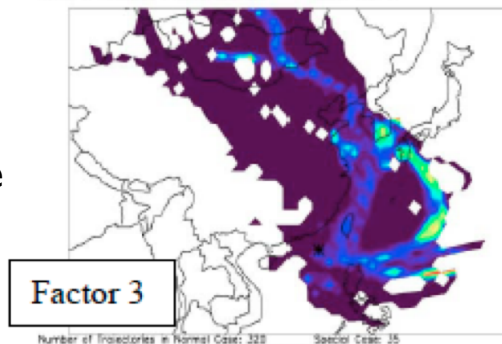 e
Factor 3
Number of Trajectories in Normal Case: 320 Special Case: 35